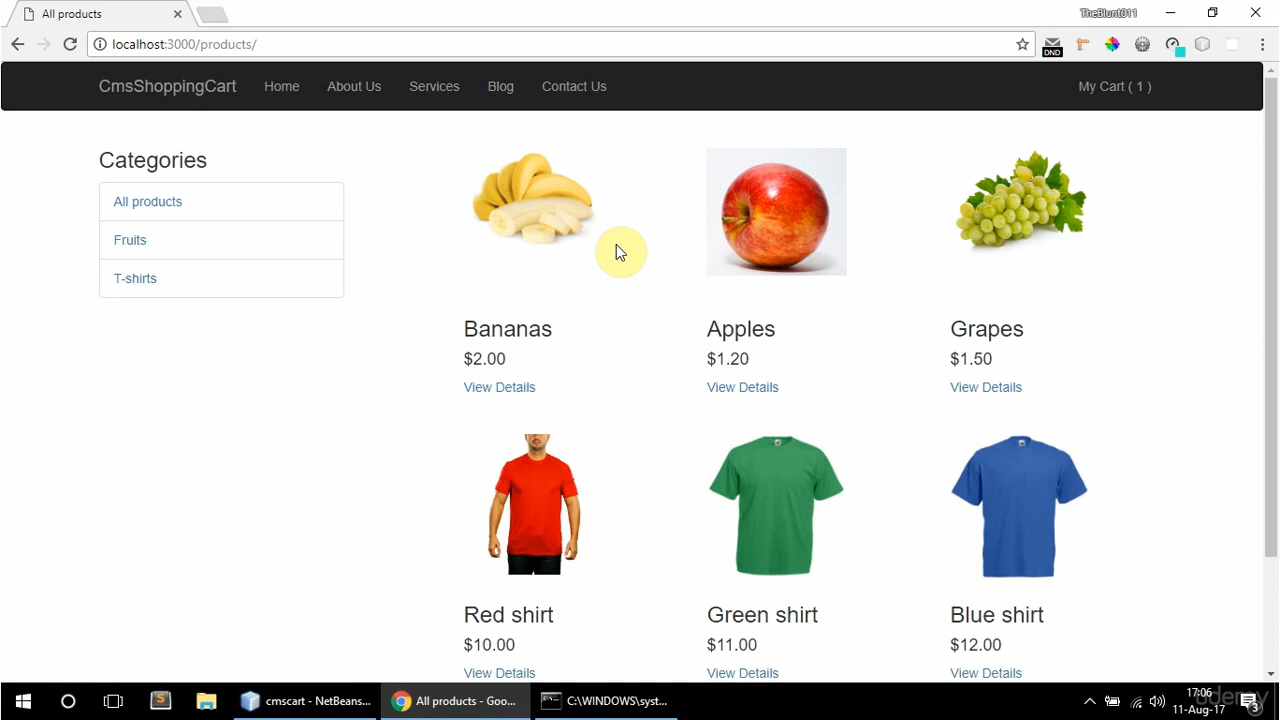 All products
TheBlunt011
localhost:3000/products/
DND
CmsShoppingCart Home About Us Services Blog Contact Us My Cart ( 1 )
Categories
All products
Fruits
T-shirts
Bananas
$2.00
View Details
Apples
$1.20
View Details
Grapes
$1.50
View Details
Red shirt
$10.00
View Details
Green shirt
$11.00
View Details
Blue shirt
$12.00
View Details
cmscart - NetBeans...
All products - Goo...
C:\WINDOWS\syst...
17:06
11-Aug-17
3
udemy